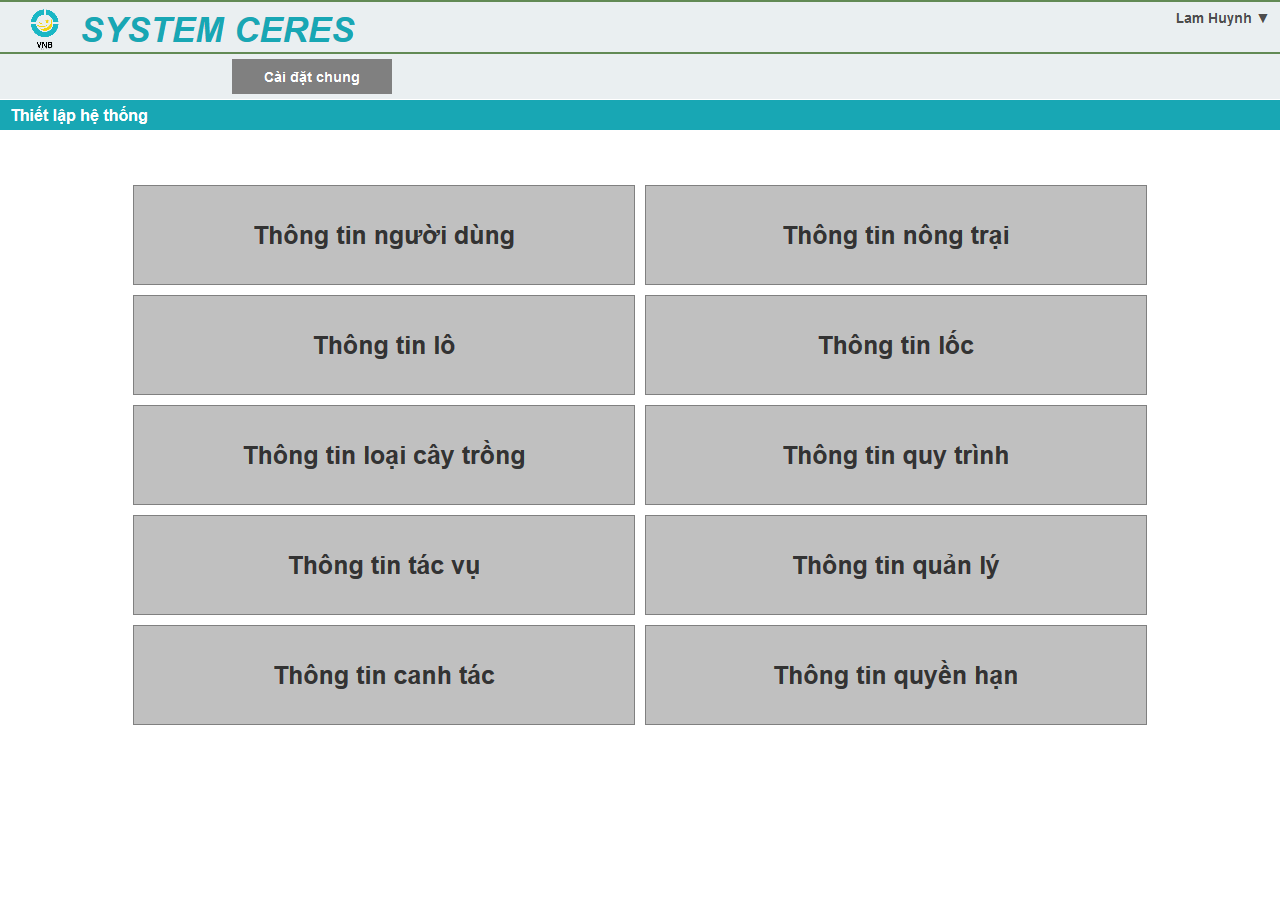 VNB
SYSTEM CERES
Lam Huynh ▼
Cài đặt chung
Thiết lập hệ thống
Thông tin người dùng
Thông tin nông trại
Thông tin lô
Thông tin lốc
Thông tin loại cây trồng
Thông tin quy trình
Thông tin tác vụ
Thông tin quản lý
Thông tin canh tác
Thông tin quyền hạn